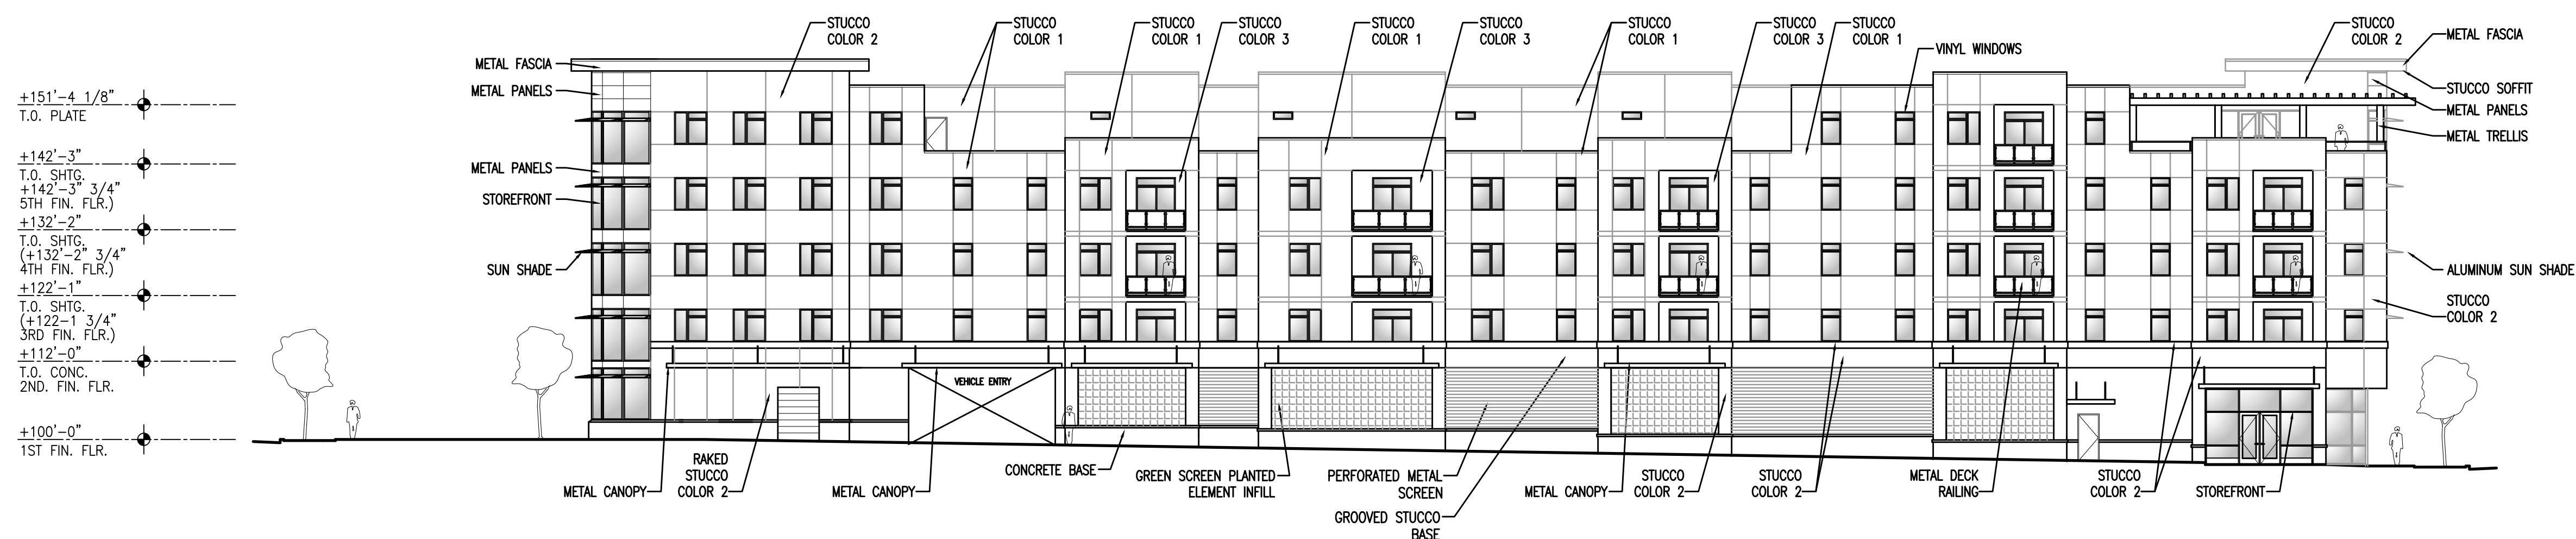 STUCCO
COLOR 2
STUCCO
COLOR 1
STUCCO
COLOR 1
STUCCO
COLOR 3
STUCCO
COLOR 1
STUCCO
COLOR 3
STUCCO
COLOR 1
STUCCO
COLOR 3
STUCCO
COLOR 1
VINYL WINDOWS
STUCCO
COLOR 2
METAL FASCIA
STUCCO SOFFIT
METAL PANELS
METAL TRELLIS
ALUMINUM SUN SHADE
STUCCO
COLOR 2
METAL FASCIA
METAL PANELS
METAL PANELS
STOREFRONT
SUN SHADE
+151'-4 1/8"
T.O. PLATE
+142'-3"
T.O. SHTG.
+142'-3" 3/4"
5TH FIN. FLR.)
+132'-2"
T.O. SHTG.
(+132'-2" 3/4"
4TH FIN. FLR.)
+122'-1"
T.O. SHTG.
(+122-1 3/4"
3RD FIN. FLR.)
+112'-0"
T.O. CONC.
2ND. FIN. FLR.
+100'-0"
1ST FIN. FLR.
VEHICLE ENTRY
METAL CANOPY
RAKED
STUCCO
COLOR 2
METAL CANOPY
CONCRETE BASE
GREEN SCREEN PLANTED
ELEMENT INFILL
PERFORATED METAL
SCREEN
GROOVED STUCCO
BASE
METAL CANOPY
STUCCO
COLOR 2
STUCCO
COLOR 2
METAL DECK
RAILING
STUCCO
COLOR 2
STOREFRONT